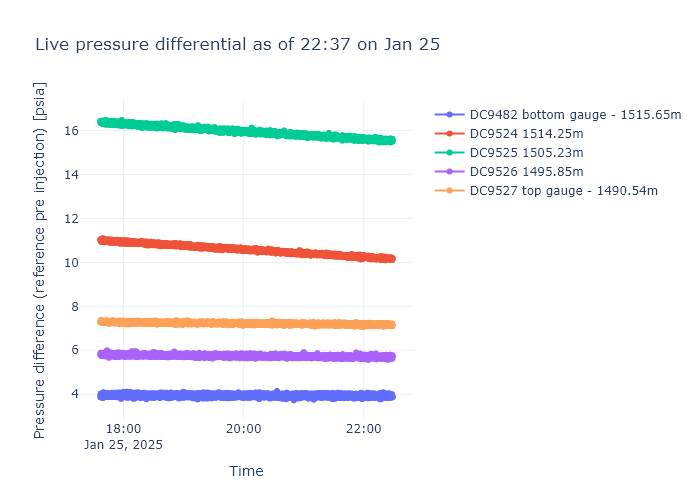 Live pressure differential as of 22:37 on Jan 25
Pressure difference (reference pre injection) [psia]
16
14
12
10
8
6
4
18:00
Jan 25, 2025
20:00
22:00
Time
DC9482 bottom gauge - 1515.65m
DC9524 1514.25m
DC9525 1505.23m
DC9526 1495.85m
DC9527 top gauge - 1490.54m